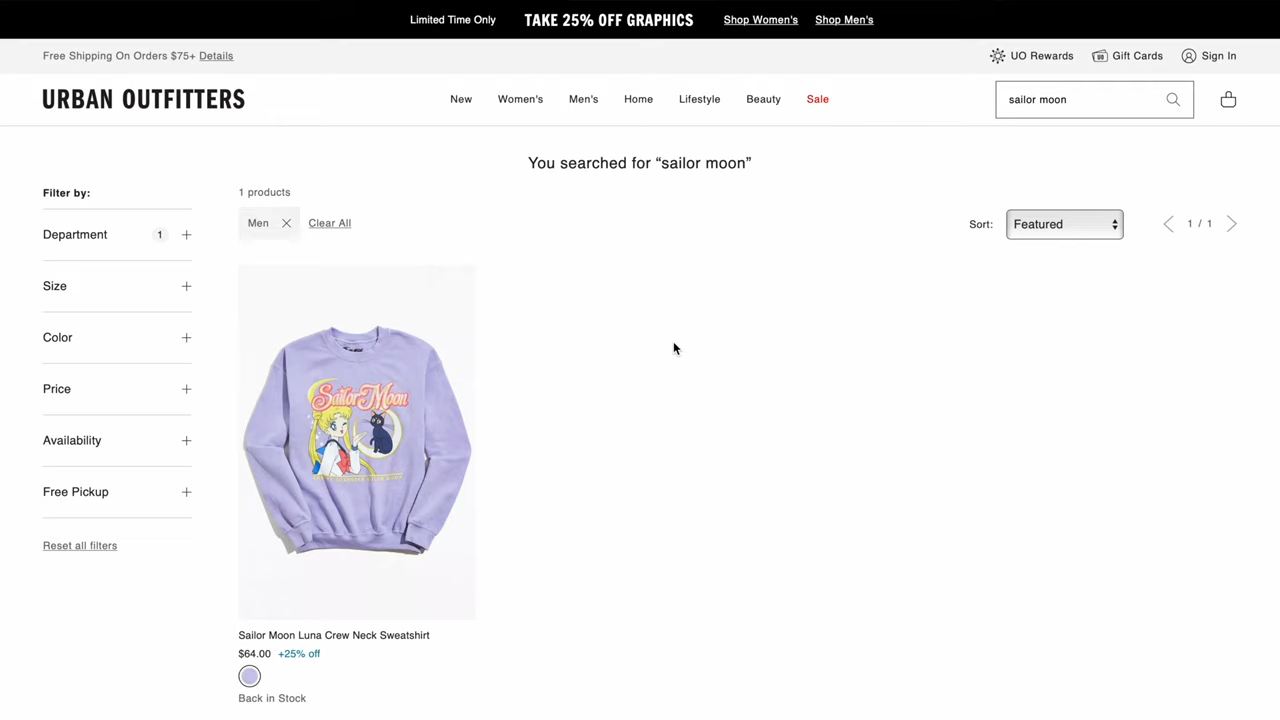 Limited Time Only TAKE 25% OFF GRAPHICS Shop Women's Shop Men's
Free Shipping On Orders $75+ Details
UO Rewards Gift Cards Sign In
URBAN OUTFITTERS
New Women's Men's Home Lifestyle Beauty Sale
sailor moon
You searched for “sailor moon”
Filter by:
Department 1
Size
Color
Price
Availability
Free Pickup
Reset all filters
1 products
Men Clear All
Sort: Featured 1 / 1
Sailor Moon
Sailor Moon Luna Crew Neck Sweatshirt
$64.00 +25% off
Back in Stock